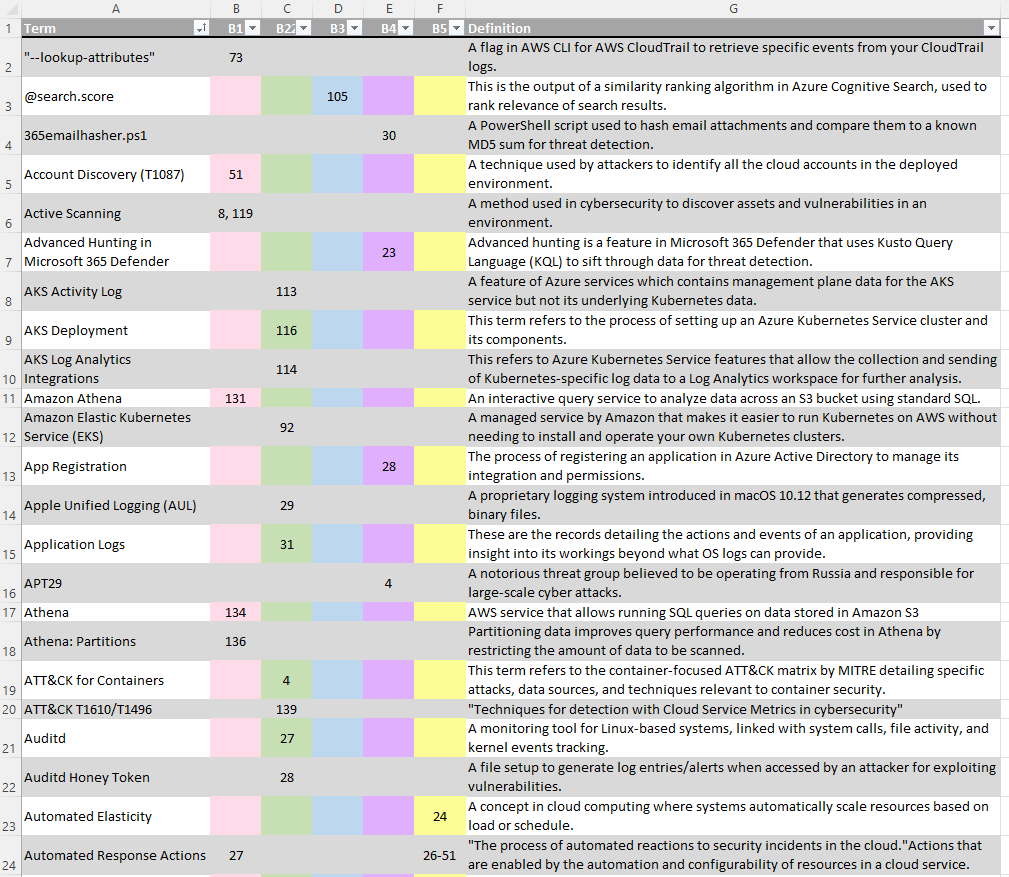 A B C D E F G
1 Term B1 B22 B3 B4 B5 Definition
2 "--lookup-attributes" 73 A flag in AWS CLI for AWS CloudTrail to retrieve specific events from your CloudTrail
logs.
3 @search.score 105 This is the output of a similarity ranking algorithm in Azure Cognitive Search, used to
rank relevance of search results.
4 365emailhasher.ps1 30 A PowerShell script used to hash email attachments and compare them to a known
MD5 sum for threat detection.
5 Account Discovery (T1087) 51 A technique used by attackers to identify all the cloud accounts in the deployed
environment.
6 Active Scanning 8, 119 A method used in cybersecurity to discover assets and vulnerabilities in an
environment.
7 Advanced Hunting in
Microsoft 365 Defender 23 Advanced hunting is a feature in Microsoft 365 Defender that uses Kusto Query
Language (KQL) to sift through data for threat detection.
8 AKS Activity Log 113 A feature of Azure services which contains management plane data for the AKS
service but not its underlying Kubernetes data.
9 AKS Deployment 116 This term refers to the process of setting up an Azure Kubernetes Service cluster and
its components.
10 AKS Log Analytics
Integrations 114 This refers to Azure Kubernetes Service features that allow the collection and sending
of Kubernetes-specific log data to a Log Analytics workspace for further analysis.
11 Amazon Athena 131 An interactive query service to analyze data across an S3 bucket using standard SQL.
12 Amazon Elastic Kubernetes
Service (EKS) 92 A managed service by Amazon that makes it easier to run Kubernetes on AWS without
needing to install and operate your own Kubernetes clusters.
13 App Registration 28 The process of registering an application in Azure Active Directory to manage its
integration and permissions.
14 Apple Unified Logging (AUL) 29 A proprietary logging system introduced in macOS 10.12 that generates compressed,
binary files.
15 Application Logs 31 These are the records detailing the actions and events of an application, providing
insight into its workings beyond what OS logs can provide.
16 APT29 4 A notorious threat group believed to be operating from Russia and responsible for
large-scale cyber attacks.
17 Athena 134 AWS service that allows running SQL queries on data stored in Amazon S3
18 Athena: Partitions 136 Partitioning data improves query performance and reduces cost in Athena by
restricting the amount of data to be scanned.
19 ATT&CK for Containers 4 This term refers to the container-focused ATT&CK matrix by MITRE detailing specific
attacks, data sources, and techniques relevant to container security.
20 ATT&CK T1610/T1496 139 "Techniques for detection with Cloud Service Metrics in cybersecurity"
21 Auditd 27 A monitoring tool for Linux-based systems, linked with system calls, file activity, and
kernel events tracking.
22 Auditd Honey Token 28 A file setup to generate log entries/alerts when accessed by an attacker for exploiting
vulnerabilities.
23 Automated Elasticity 24 A concept in cloud computing where systems automatically scale resources based on
load or schedule.
24 Automated Response Actions 27 26-51 "The process of automated reactions to security incidents in the cloud."Actions that
are enabled by the automation and configurability of resources in a cloud service.